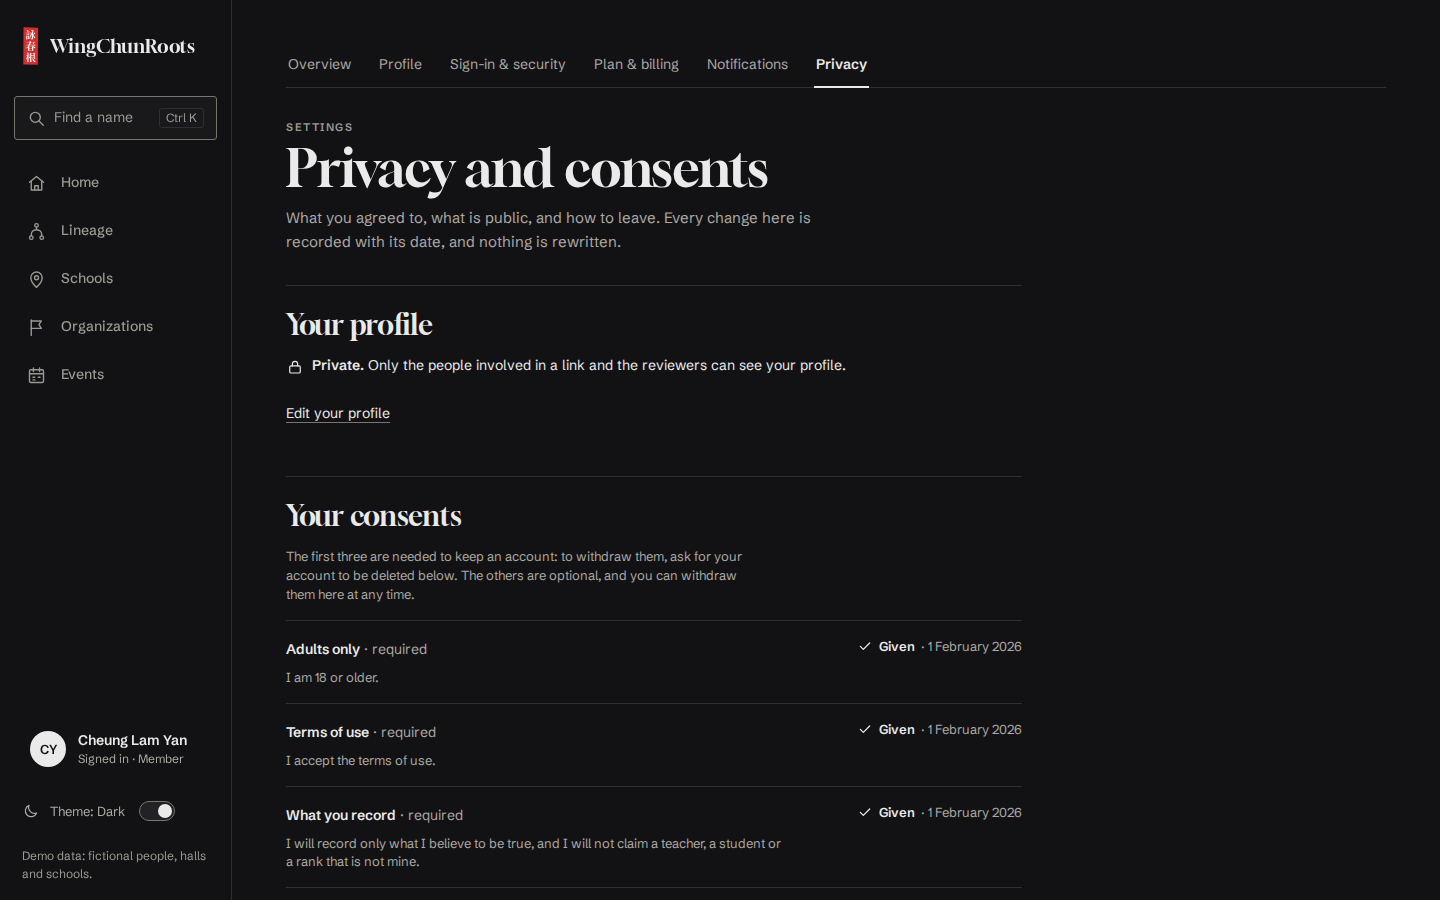 詠春根
WingChunRoots
Find a name
Ctrl K
Home
Lineage
Schools
Organizations
Events
CY
Cheung Lam Yan
Signed in · Member
Theme: Dark
Demo data: fictional people, halls
and schools.
Overview
Profile
Sign-in & security
Plan & billing
Notifications
Privacy
SETTINGS
Privacy and consents
What you agreed to, what is public, and how to leave. Every change here is
recorded with its date, and nothing is rewritten.
Your profile
Private. Only the people involved in a link and the reviewers can see your profile.
Edit your profile
Your consents
The first three are needed to keep an account: to withdraw them, ask for your
account to be deleted below. The others are optional, and you can withdraw
them here at any time.
Adults only · required
Given · 1 February 2026
I am 18 or older.
Terms of use · required
Given · 1 February 2026
I accept the terms of use.
What you record · required
Given · 1 February 2026
I will record only what I believe to be true, and I will not claim a teacher, a student or
a rank that is not mine.